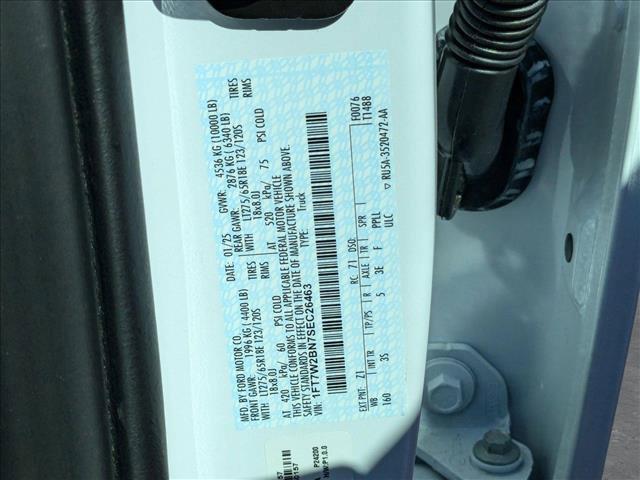 MFD. BY FORD MOTOR CO.
DATE: 01/25 GVWR: 4536 KG (10000 LB)
FRONT GAWR: 1996 KG (4400 LB) REAR GAWR: 2876 KG (6340 LB)
LT275/65R18E 123/120S TIRES WITH LT275/65R18E 123/120S TIRES
18x8.0J RIMS 18x8.0J RIMS
AT 420 kPa/ 60 PSI COLD AT 520 kPa/ 75 PSI COLD
THIS VEHICLE CONFORMS TO ALL APPLICABLE FEDERAL MOTOR VEHICLE
SAFETY STANDARDS IN EFFECT ON THE DATE OF MANUFACTURE SHOWN ABOVE.
VIN: 1FT7W2BN7SEC26463 TYPE: Truck
F0076
T1488
EXT PNT: Z1 RC: 71 DSO:
WB INT TR TP/PS R AXLE TR SPR
160 3S 5 3E F PPLL
ULC
RU5A-3520472-AA
P24200